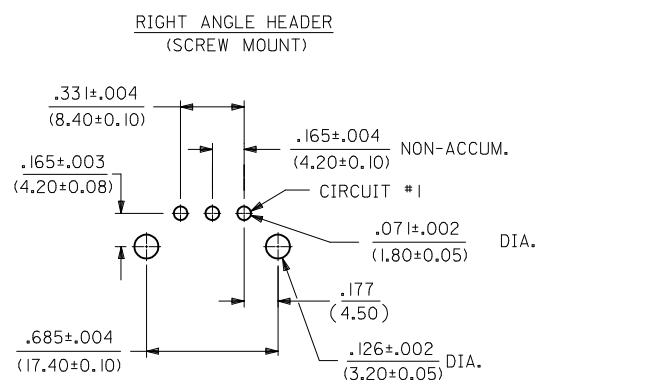 RIGHT ANGLE HEADER
(SCREW MOUNT)
.331±.004
(8.40±0.10)
.165±.004
(4.20±0.10)
NON-ACCUM.
.165±.003
(4.20±0.08)
CIRCUIT #1
.071±.002
(1.80±0.05)
DIA.
.177
(4.50)
.685±.004
(17.40±0.10)
.126±.002
(3.20±0.05)
DIA.